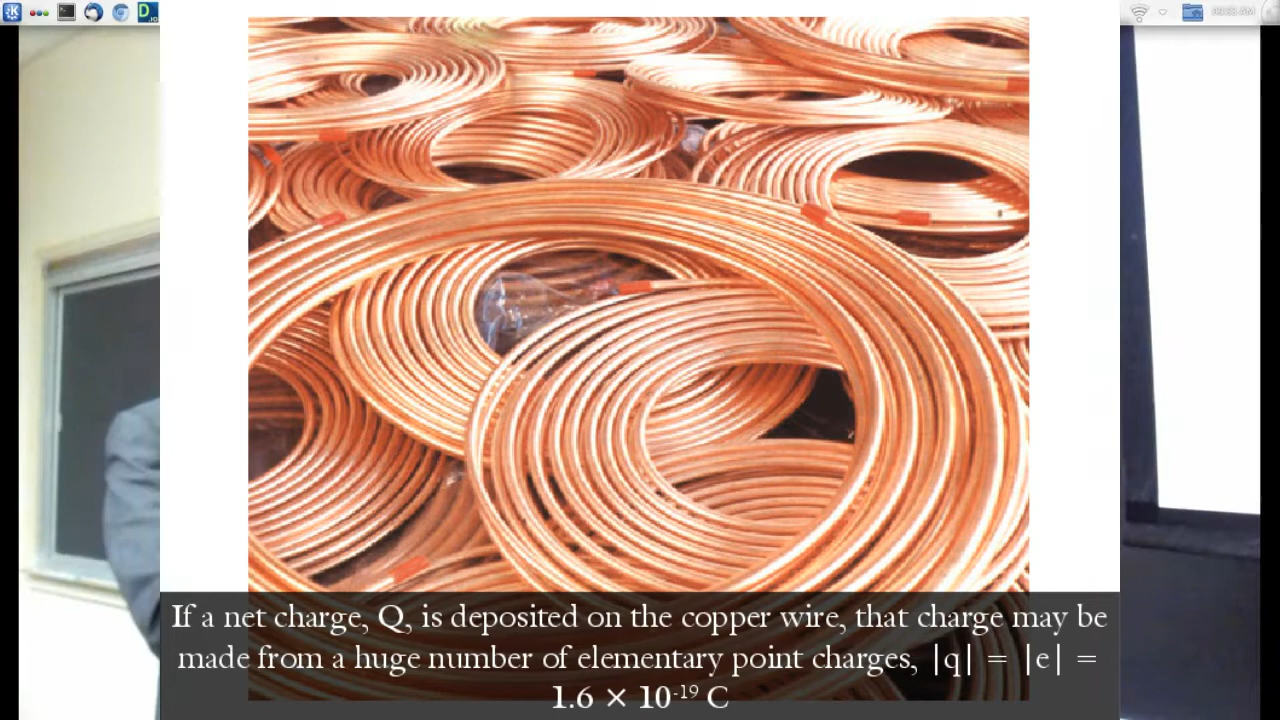 If a net charge, Q, is deposited on the copper wire, that charge may be
made from a huge number of elementary point charges, |q| = |e| =
1.6 × 10⁻¹⁹ C